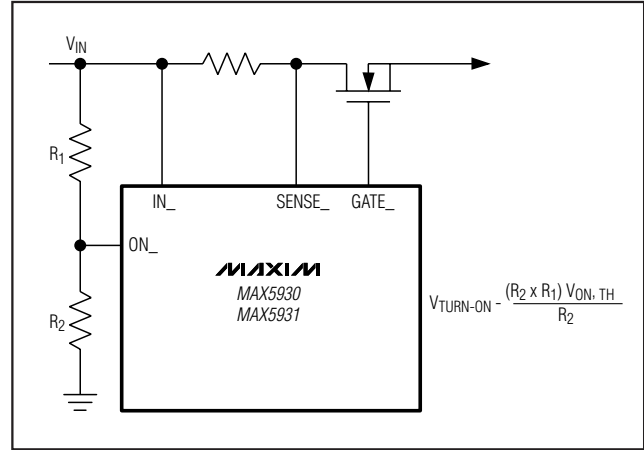 VIN
R1
IN_ SENSE_ GATE_
ON_
MAXIM
MAX5930
MAX5931
R2
VTURN-ON - (R2 x R1) VON, TH / R2